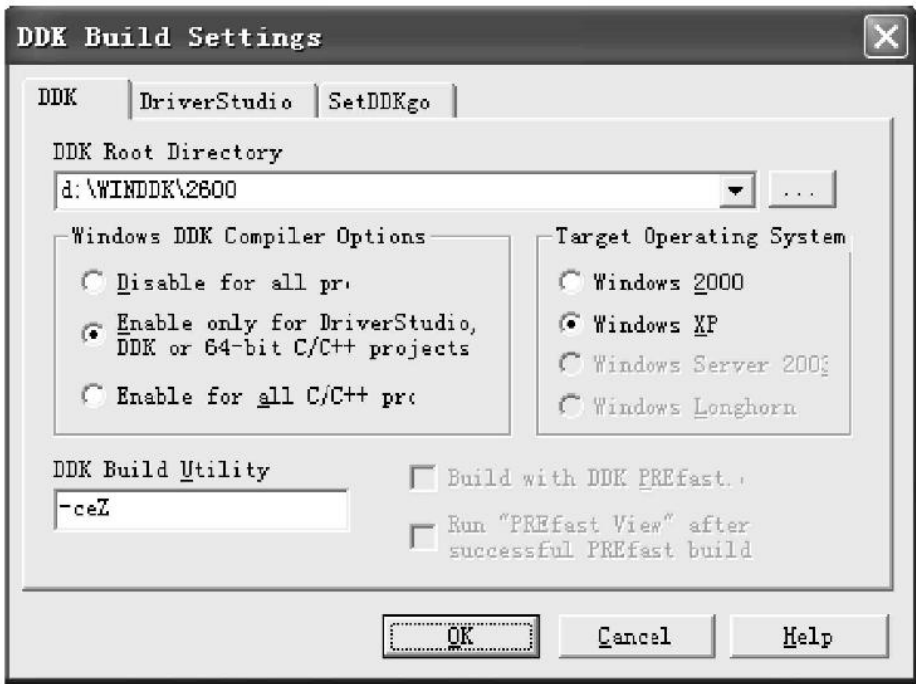 DDK Build Settings
DDK
DriverStudio
SetDDKgo
DDK Root Directory
d:\WINDDK\2600
...
Windows DDK Compiler Options
Disable for all pr
Enable only for DriverStudio,
DDK or 64-bit C/C++ projects
Enable for all C/C++ pr
Target Operating System
Windows 2000
Windows XP
Windows Server 2003
Windows Longhorn
DDK Build Utility
-ceZ
Build with DDK PREfast.
Run "PREfast View" after
successful PREfast build
OK
Cancel
Help